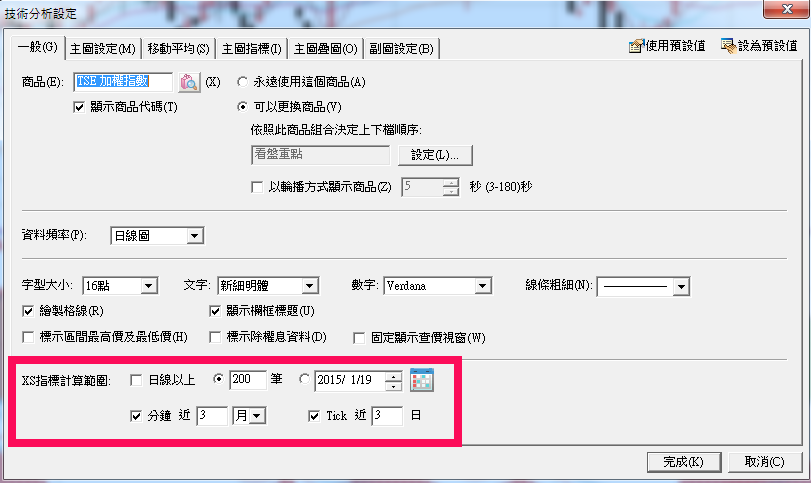 技術分析設定
一般(G) 主圖設定(M) 移動平均(S) 主圖指標(I) 主圖疊圖(O) 副圖設定(B) 使用預設值 設為預設值
商品(E): TSE 加權指數 (X) 永遠使用這個商品(A)
顯示商品代碼(T) 可以更換商品(V)
依照此商品組合決定上下檔順序:
看盤重點 設定(L)...
以輪播方式顯示商品(Z) 5 秒 (3-180)秒
資料頻率(P): 日線圖
字型大小: 16點 文字: 新細明體 數字: Verdana 線條粗細(N):
繪製格線(R) 顯示欄框標題(U)
標示區間最高價及最低價(H) 標示除權息資料(D) 固定顯示查價視窗(W)
XS指標計算範圍: 日線以上 200 筆 2015/ 1/19
分鐘 近 3 月 Tick 近 3 日
完成(K) 取消(C)